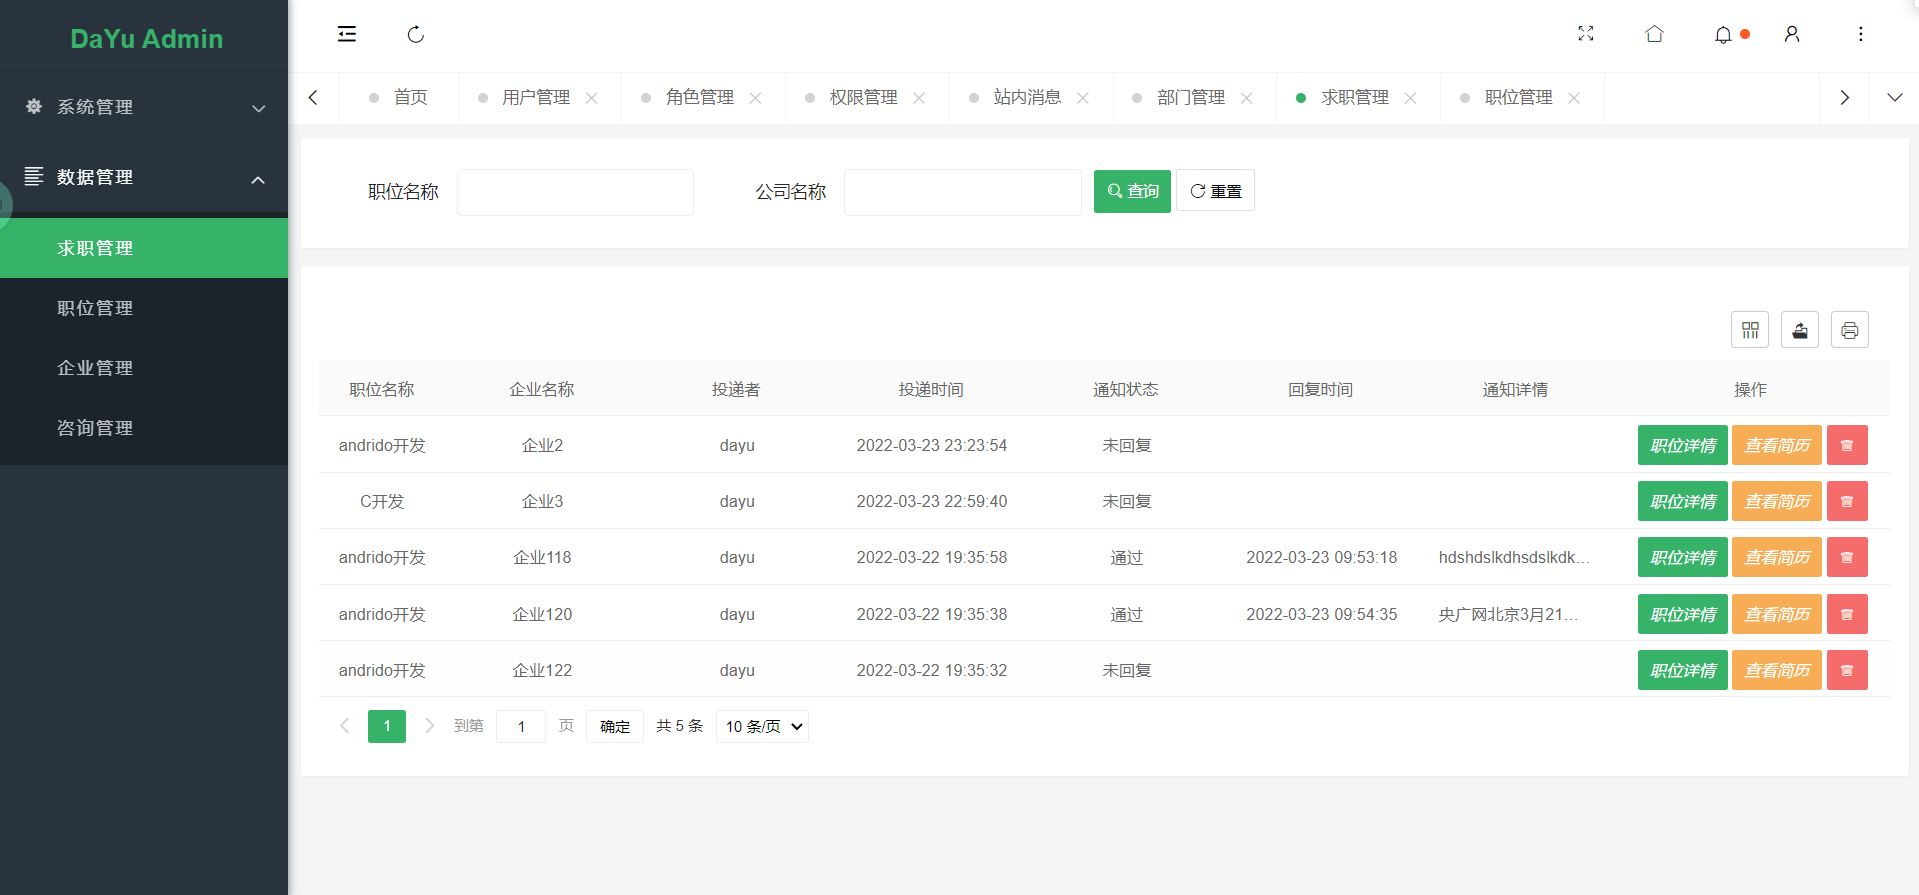 DaYu Admin
系统管理
数据管理
求职管理
职位管理
企业管理
咨询管理
首页 用户管理 角色管理 权限管理 站内消息 部门管理 求职管理 职位管理
职位名称 公司名称 查询 重置
职位名称 企业名称 投递者 投递时间 通知状态 回复时间 通知详情 操作
andrido开发 企业2 dayu 2022-03-23 23:23:54 未回复 职位详情 查看简历
C开发 企业3 dayu 2022-03-23 22:59:40 未回复 职位详情 查看简历
andrido开发 企业118 dayu 2022-03-22 19:35:58 通过 2022-03-23 09:53:18 hdshdslkdhsdslkdk... 职位详情 查看简历
andrido开发 企业120 dayu 2022-03-22 19:35:38 通过 2022-03-23 09:54:35 央广网北京3月21... 职位详情 查看简历
andrido开发 企业122 dayu 2022-03-22 19:35:32 未回复 职位详情 查看简历
1 到第 1 页 确定 共 5 条 10 条/页